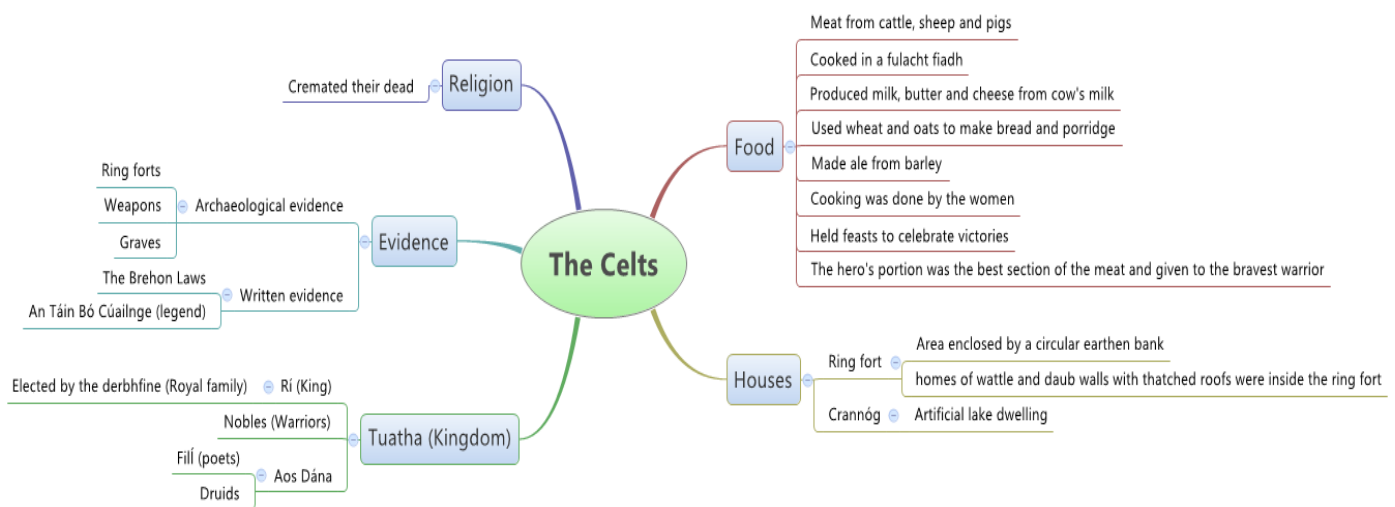 The Celts
Religion
Cremated their dead
Evidence
Archaeological evidence
Ring forts
Weapons
Graves
Written evidence
The Brehon Laws
An Táin Bó Cúailnge (legend)
Tuatha (Kingdom)
Rí (King)
Elected by the derbhfine (Royal family)
Nobles (Warriors)
Aos Dána
FilÍ (poets)
Druids
Food
Meat from cattle, sheep and pigs
Cooked in a fulacht fiadh
Produced milk, butter and cheese from cow's milk
Used wheat and oats to make bread and porridge
Made ale from barley
Cooking was done by the women
Held feasts to celebrate victories
The hero's portion was the best section of the meat and given to the bravest warrior
Houses
Ring fort
Area enclosed by a circular earthen bank
homes of wattle and daub walls with thatched roofs were inside the ring fort
Crannóg
Artificial lake dwelling